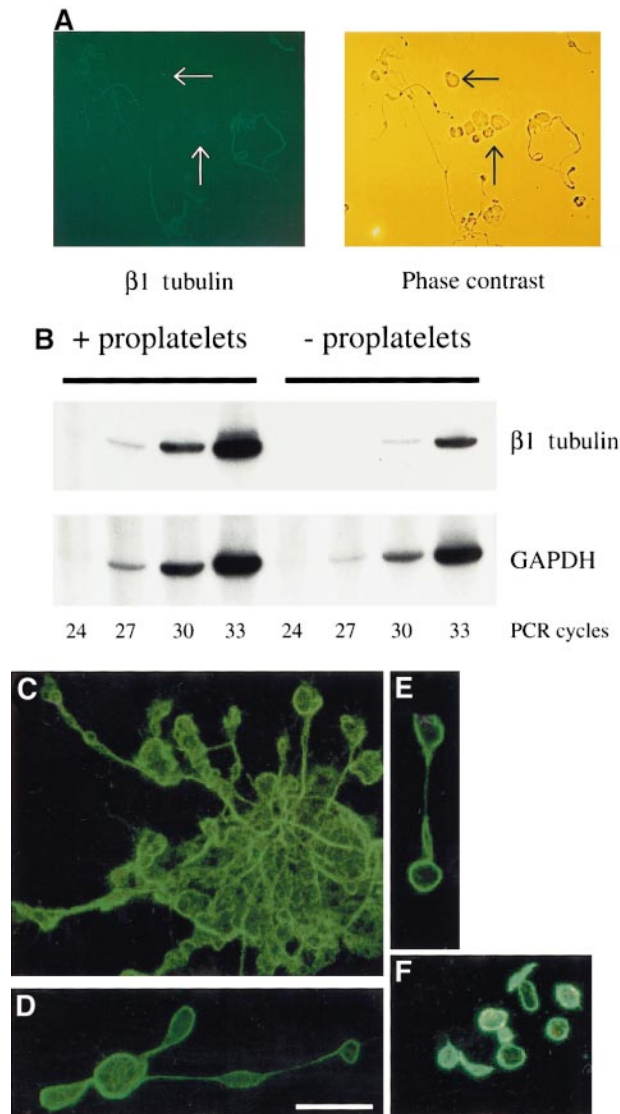 A
β1 tubulin Phase contrast
B + proplatelets - proplatelets
β1 tubulin
GAPDH
24 27 30 33 24 27 30 33 PCR cycles
C
E
D
F